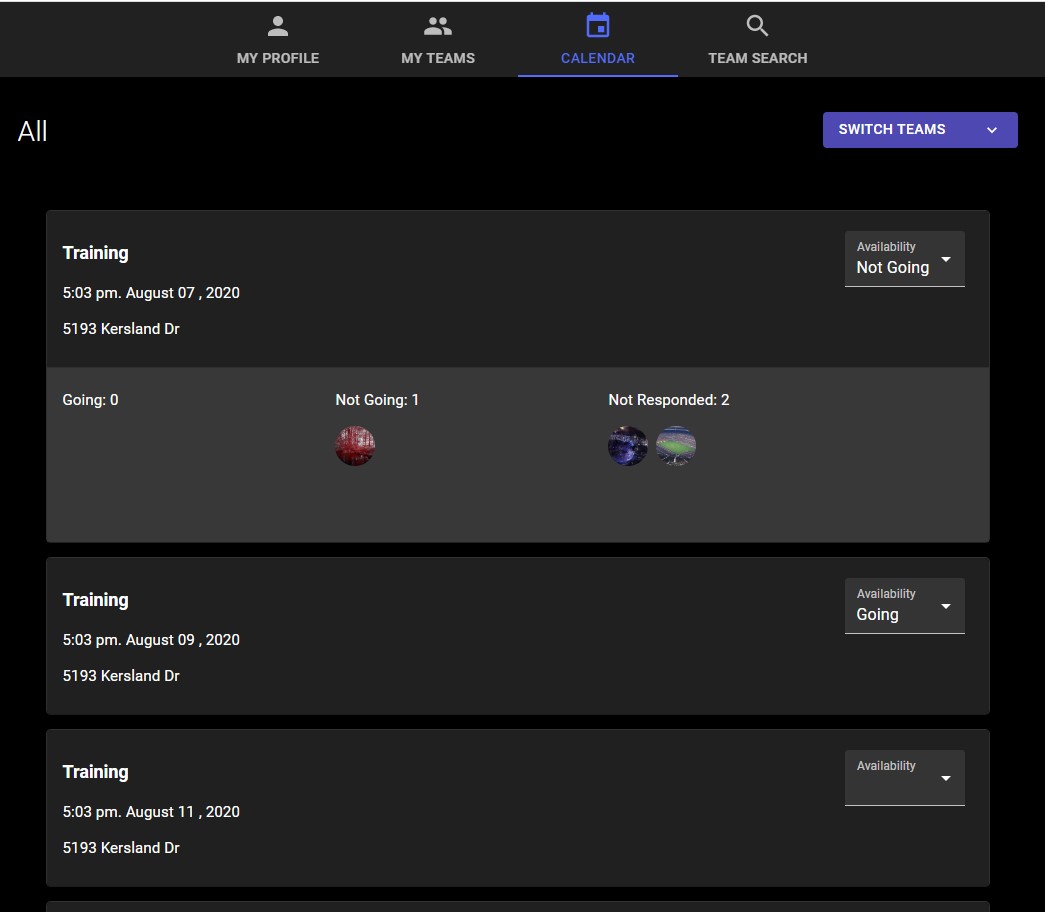 MY PROFILE MY TEAMS CALENDAR TEAM SEARCH
All SWITCH TEAMS
Training
Availability
Not Going
5:03 pm. August 07 , 2020
5193 Kersland Dr
Going: 0 Not Going: 1 Not Responded: 2
Training
Availability
Going
5:03 pm. August 09 , 2020
5193 Kersland Dr
Training
Availability
5:03 pm. August 11 , 2020
5193 Kersland Dr